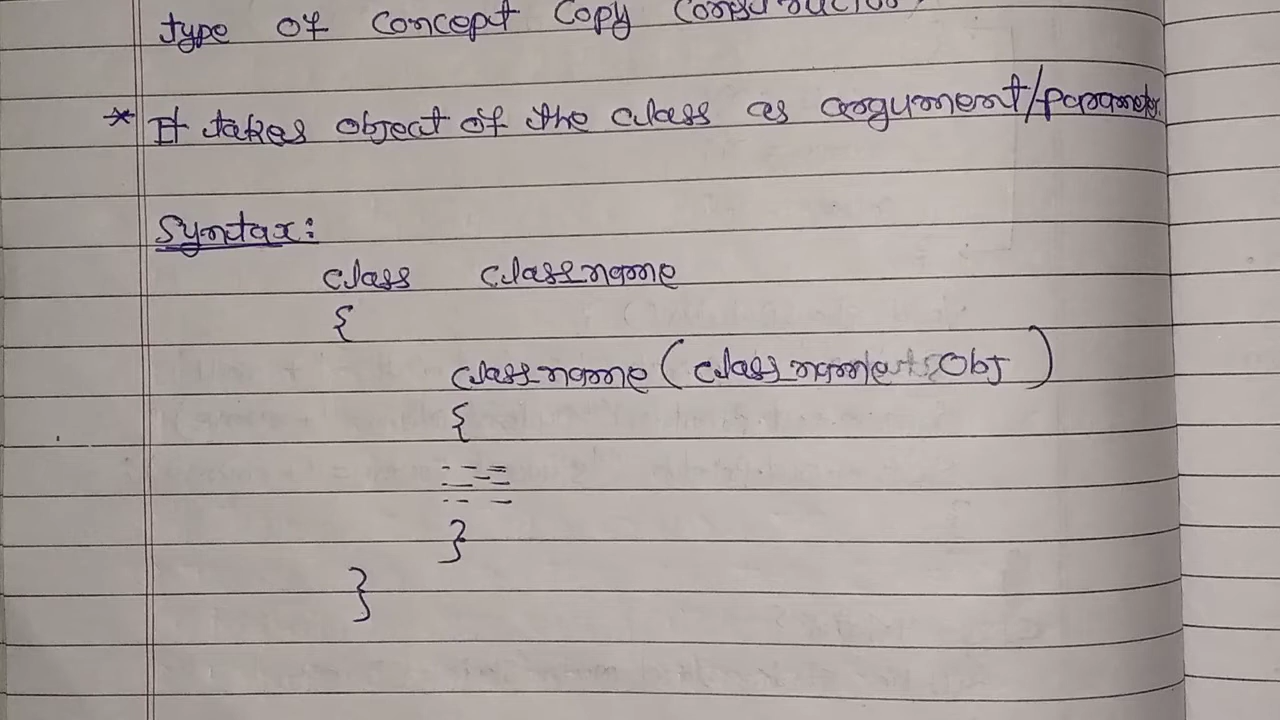 type of concept copy constructor.
* It takes object of the class as argument/parameter.
Syntax:
class classname
{
classname (classname obj)
{
}
}